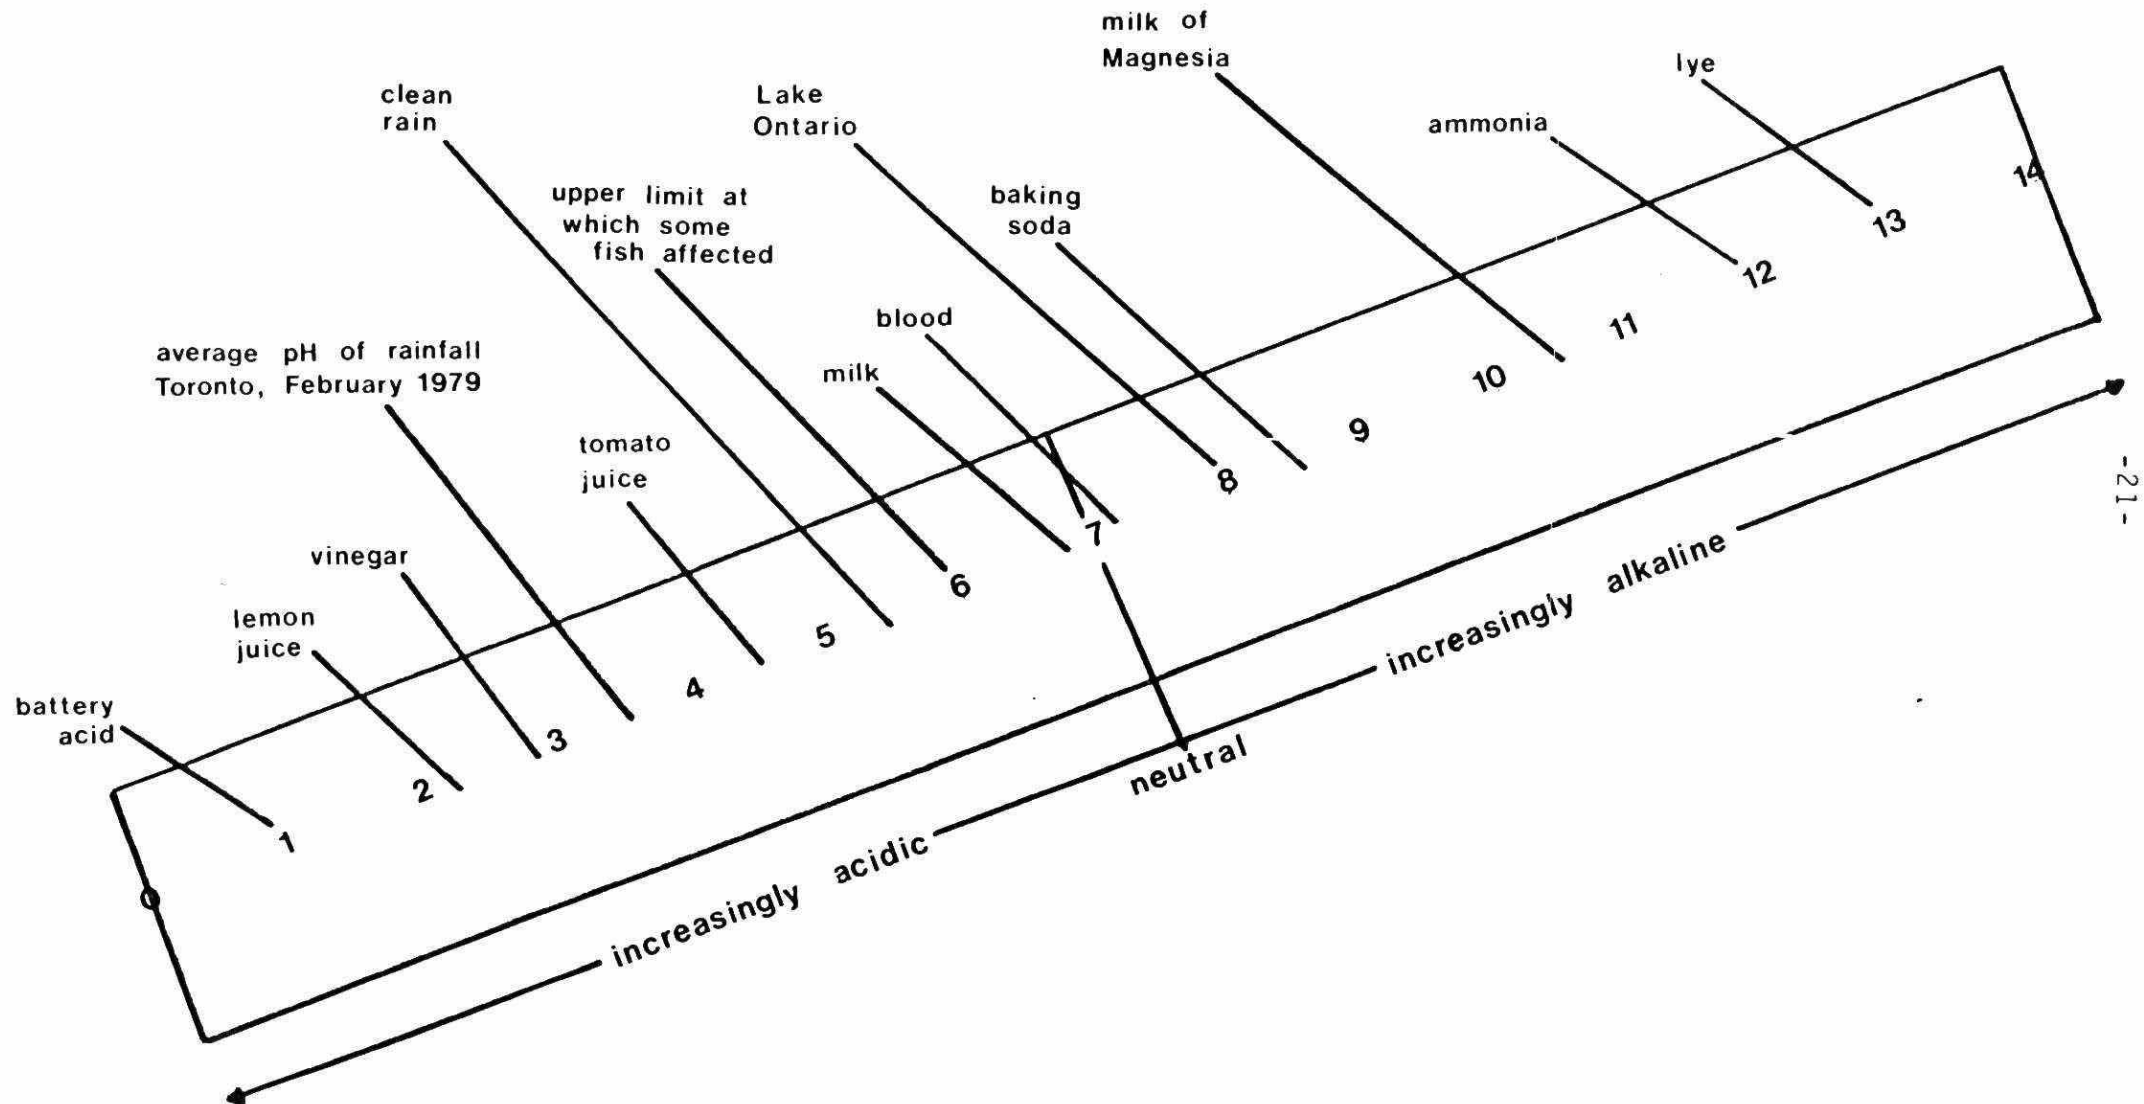 milk of
Magnesia
lye
clean
rain
Lake
Ontario
ammonia
upper limit at
which some
fish affected
baking
soda
blood
average pH of rainfall
Toronto, February 1979
milk
tomato
juice
vinegar
lemon
juice
battery
acid
0
1
2
3
4
5
6
7
8
9
10
11
12
13
14
increasingly acidic
neutral
increasingly alkaline
-21-